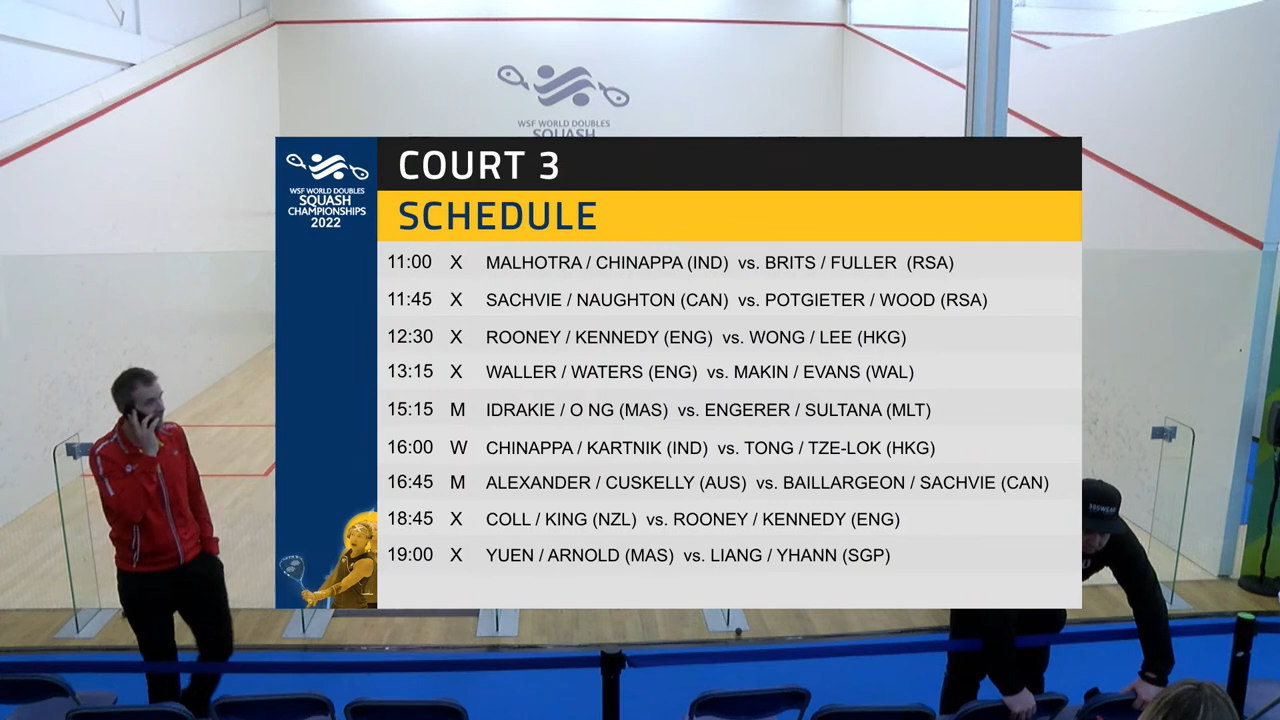 WSF WORLD DOUBLES
SQUASH
WSF WORLD DOUBLES
SQUASH
CHAMPIONSHIPS
2022
COURT 3
SCHEDULE
11:00 X MALHOTRA / CHINAPPA (IND) vs. BRITS / FULLER (RSA)
11:45 X SACHVIE / NAUGHTON (CAN) vs. POTGIETER / WOOD (RSA)
12:30 X ROONEY / KENNEDY (ENG) vs. WONG / LEE (HKG)
13:15 X WALLER / WATERS (ENG) vs. MAKIN / EVANS (WAL)
15:15 M IDRAKIE / O NG (MAS) vs. ENGERER / SULTANA (MLT)
16:00 W CHINAPPA / KARTNIK (IND) vs. TONG / TZE-LOK (HKG)
16:45 M ALEXANDER / CUSKELLY (AUS) vs. BAILLARGEON / SACHVIE (CAN)
18:45 X COLL / KING (NZL) vs. ROONEY / KENNEDY (ENG)
19:00 X YUEN / ARNOLD (MAS) vs. LIANG / YHANN (SGP)